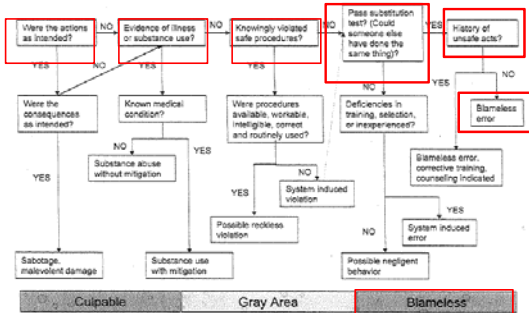 Were the actions
as intended?
NO
Evidence of illness
or substance use?
NO
Knowingly violated
safe procedures?
NO
Pass substitution
test? (Could
someone else
have done the
same thing)?
YES
History of
unsafe acts?
YES
NO
YES
YES
NO
NO
YES
NO
Blameless
error
Were the
consequences
as intended?
Known medical
condition?
Were procedures
available, workable,
intelligible, correct
and routinely used?
Deficiencies in
training, selection,
or inexperienced?
Blameless error,
corrective training,
counseling indicated
YES
NO
YES
YES
NO
NO
YES
Substance abuse
without mitigation
System induced
violation
Possible reckless
violation
System induced
error
Sabotage,
malevolent damage
Substance use
with mitigation
Possible negligent
behavior
Culpable
Gray Area
Blameless